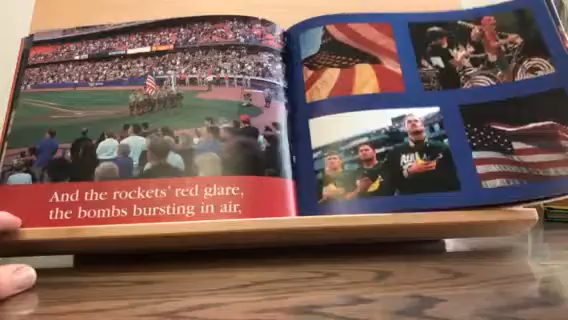 And the rockets' red glare,
the bombs bursting in air,